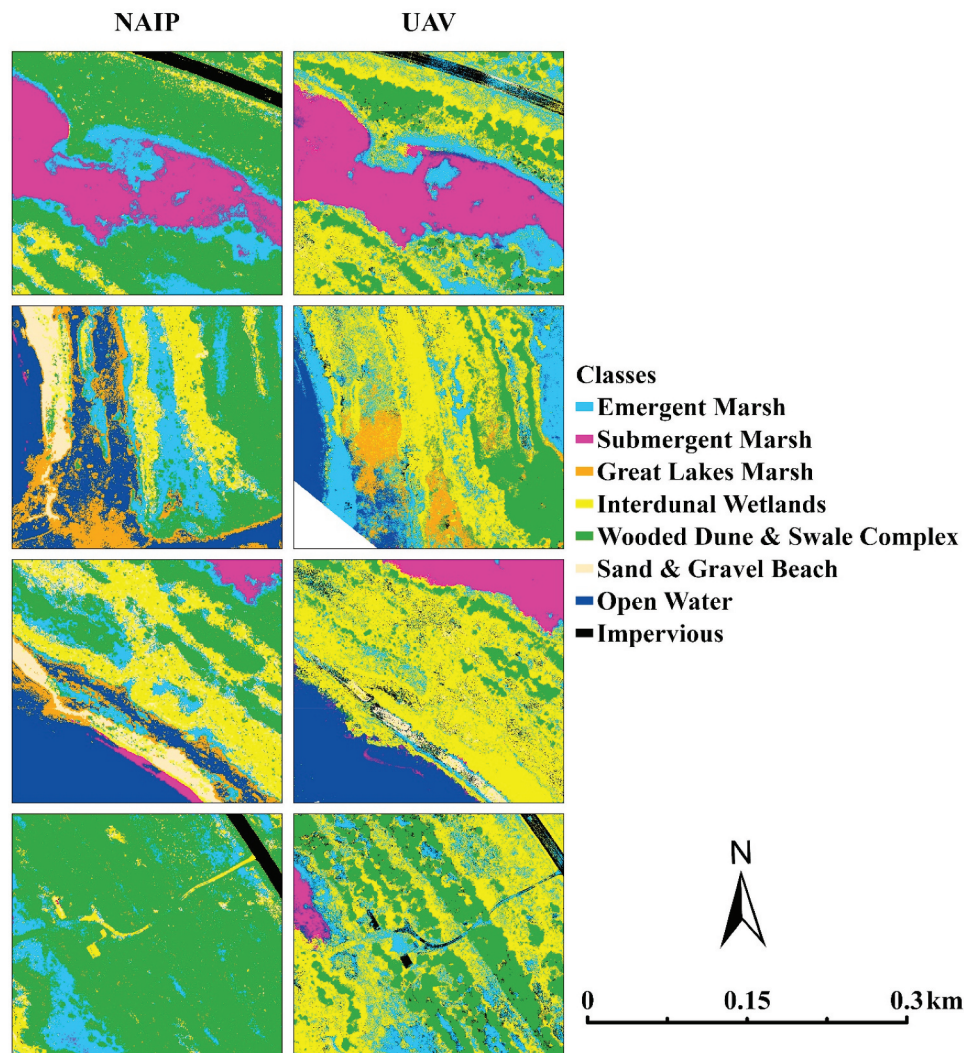 NAIP UAV
Classes
Emergent Marsh
Submergent Marsh
Great Lakes Marsh
Interdunal Wetlands
Wooded Dune & Swale Complex
Sand & Gravel Beach
Open Water
Impervious
N
0 0.15 0.3 km